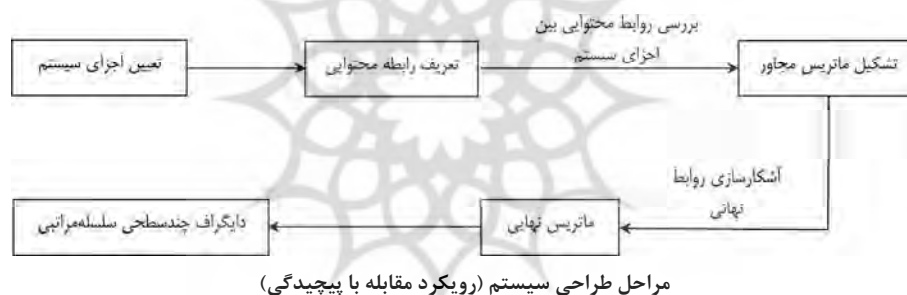 بررسی روابط محتوایی بین
اجزای سیستم
تعیین اجزای سیستم
تعریف رابطه محتوایی
تشکیل ماتریس مجاور
آشکارسازی روابط
نهانی
ماتریس نهایی
دایگراف چندسطحی سلسله‌مراتبی
مراحل طراحی سیستم (رویکرد مقابله با پیچیدگی)